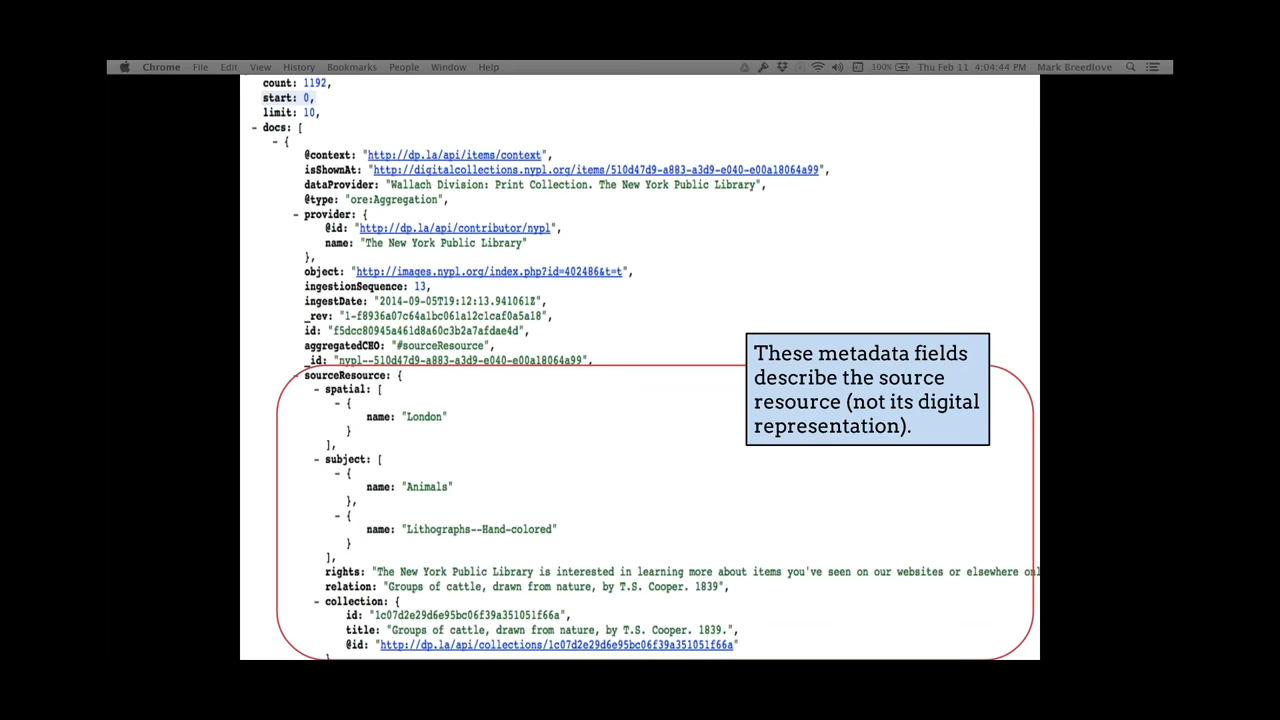 Chrome File Edit View History Bookmarks People Window Help 100% Thu Feb 11 4:04:44 PM Mark Breedlove
count: 1192,
start: 0,
limit: 10,
- docs: [
- {
@context: "http://dp.la/api/items/context",
isShownAt: "http://digitalcollections.nypl.org/items/510d47d9-a883-a3d9-e040-e00a18064a99",
dataProvider: "Wallach Division: Print Collection. The New York Public Library",
@type: "ore:Aggregation",
- provider: {
@id: "http://dp.la/api/contributor/nypl",
name: "The New York Public Library"
},
object: "http://images.nypl.org/index.php?id=402486&t=t",
ingestionSequence: 13,
ingestDate: "2014-09-05T19:12:13.941061Z",
_rev: "1-f8936a07c64a1bc061a12c1caf0a5a18",
id: "f5dcc80945a461d8a60c3b2a7afdae4d",
aggregatedCHO: "#sourceResource",
_id: "nypl--510d47d9-a883-a3d9-e040-e00a18064a99",
- sourceResource: {
- spatial: [
- {
name: "London"
}
],
- subject: [
- {
name: "Animals"
},
- {
name: "Lithographs--Hand-colored"
}
],
rights: "The New York Public Library is interested in learning more about items you've seen on our websites or elsewhere onl
relation: "Groups of cattle, drawn from nature, by T.S. Cooper. 1839",
- collection: {
id: "1c07d2e29d6e95bc06f39a351051f66a",
title: "Groups of cattle, drawn from nature, by T.S. Cooper. 1839.",
@id: "http://dp.la/api/collections/1c07d2e29d6e95bc06f39a351051f66a"
}
These metadata fields
describe the source
resource (not its digital
representation).